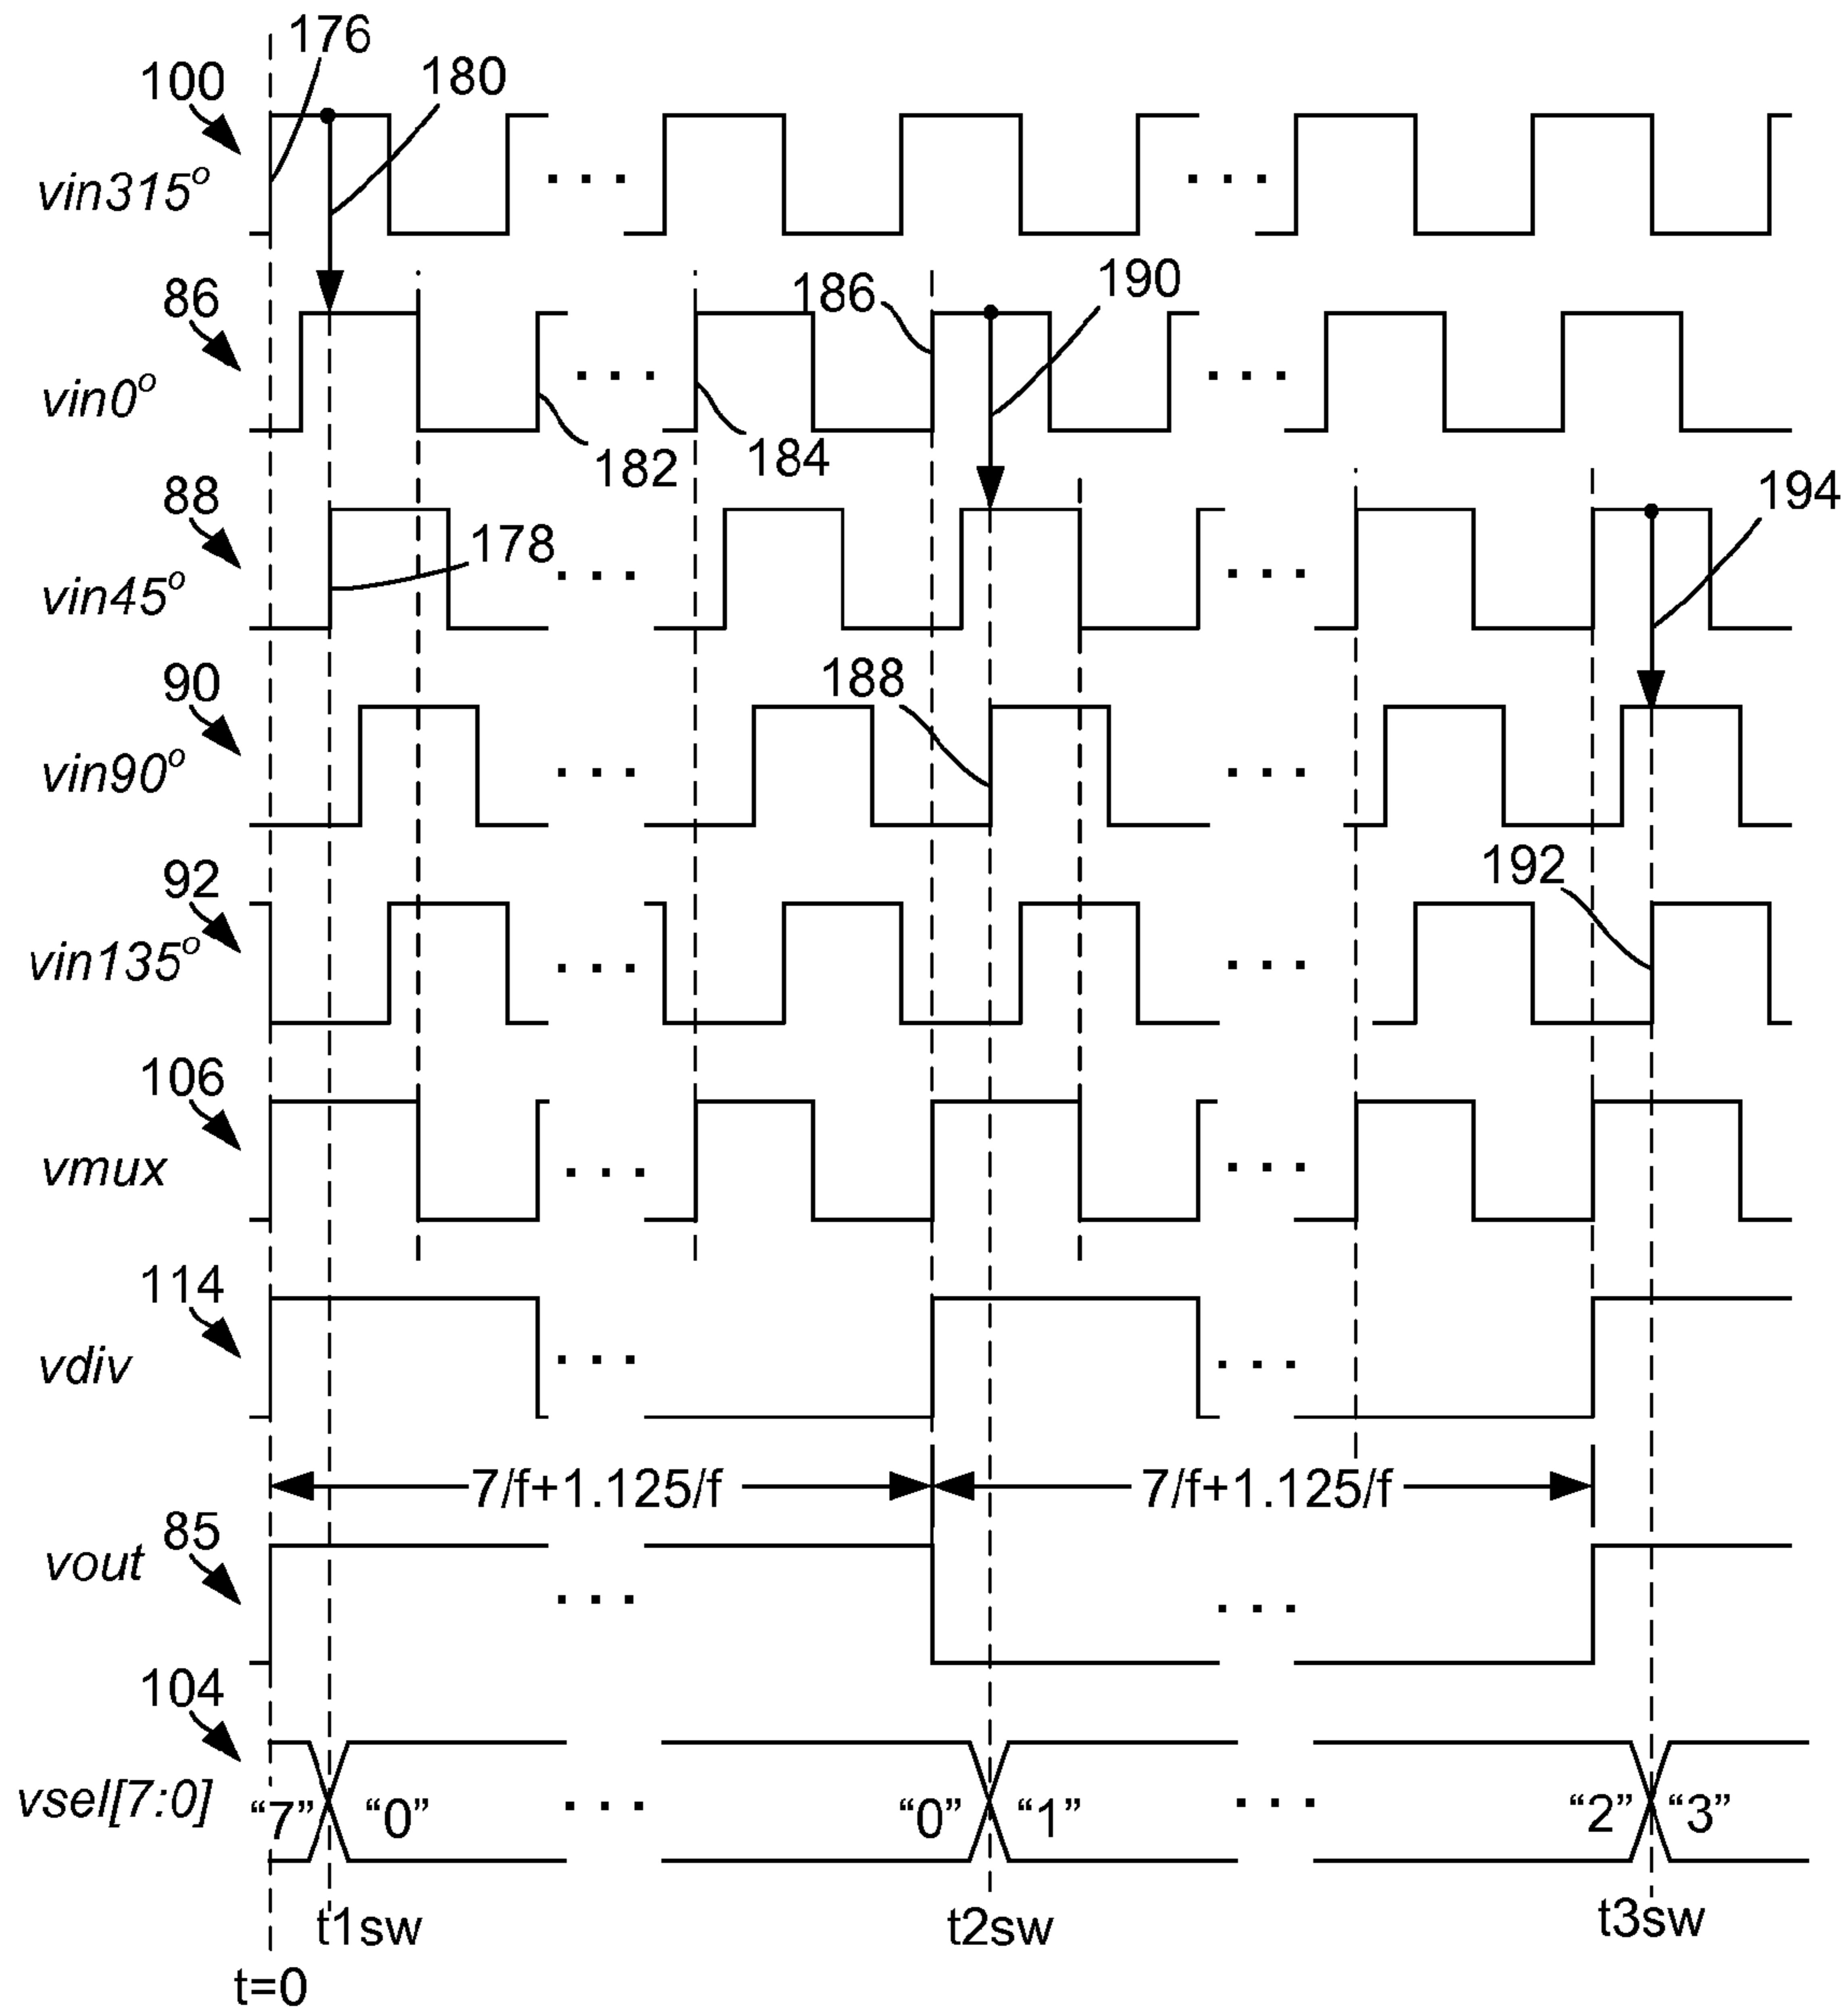 176
100
180
vin315°
86
186
190
vin0°
182
184
88
194
178
vin45°
90
188
vin90°
92
192
vin135°
106
vmux
114
vdiv
7/f+1.125/f
7/f+1.125/f
85
vout
104
vsel[7:0]
“7”
“0”
“0”
“1”
“2”
“3”
t1sw
t2sw
t3sw
t=0